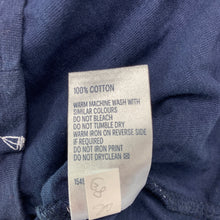 100% COTTON
WARM MACHINE WASH WITH
SIMILAR COLOURS
DO NOT BLEACH
DO NOT TUMBLE DRY
WARM IRON ON REVERSE SIDE
IF REQUIRED
DO NOT IRON PRINT
DO NOT DRYCLEAN